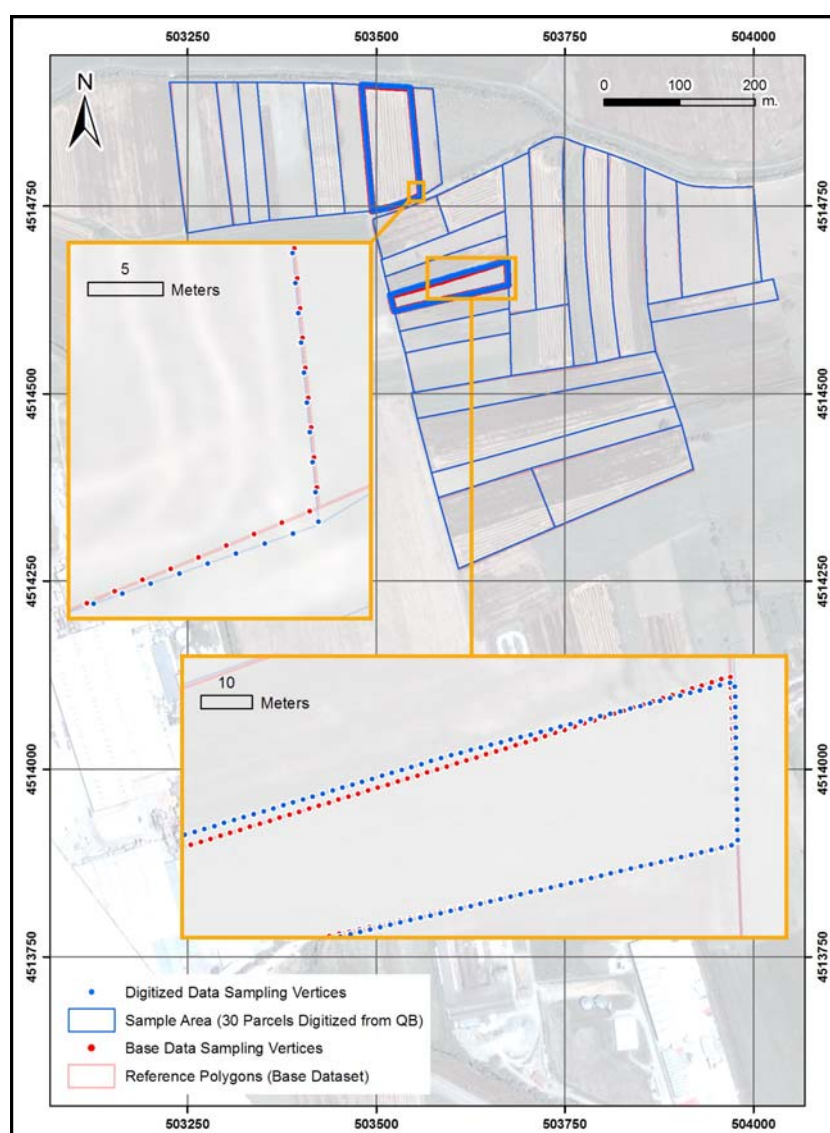 503250 503500 503750 504000
N
0 100 200
m.
4514750 4514750
5
Meters
4514500 4514500
4514250 4514250
10
Meters
4514000 4514000
4513750 4513750
Digitized Data Sampling Vertices
Sample Area (30 Parcels Digitized from QB)
Base Data Sampling Vertices
Reference Polygons (Base Dataset)
503250 503500 503750 504000